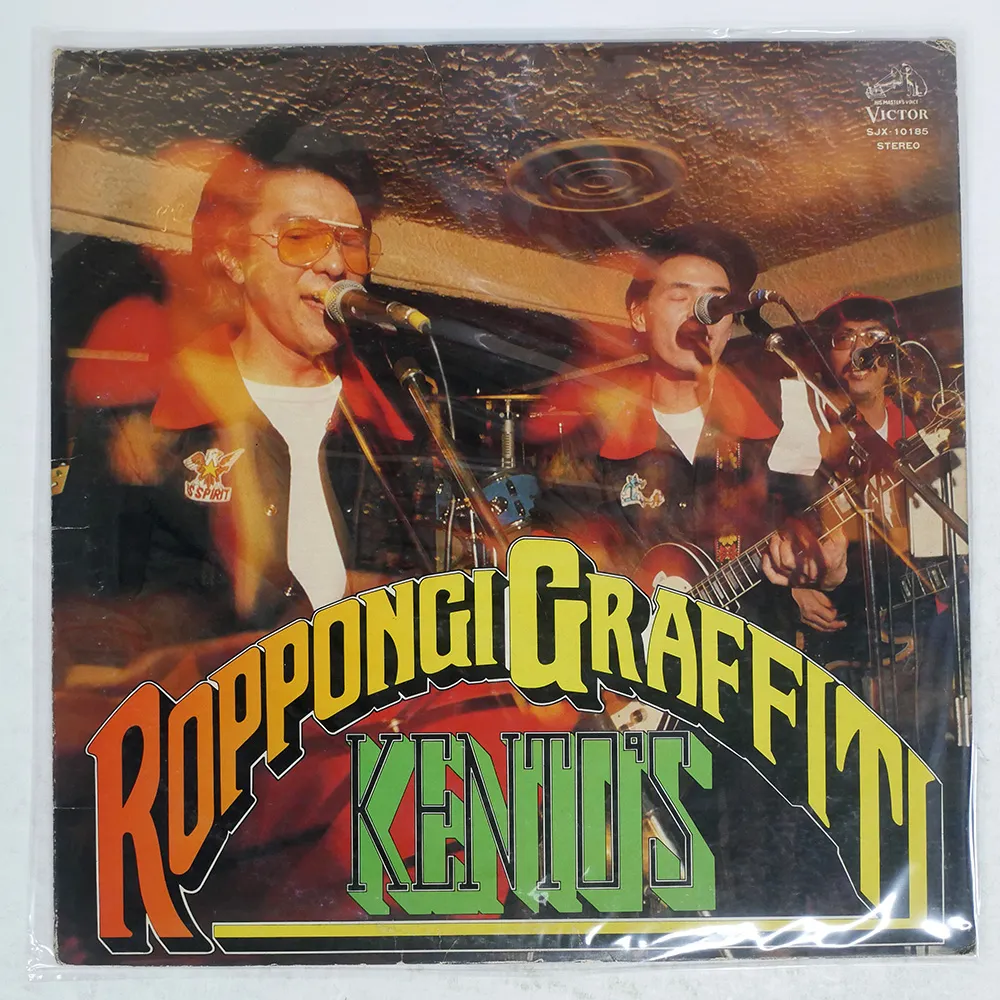 HIS MASTER'S VOICE
VICTOR
SJX-10185
STEREO
SPIRIT
ROPPONGI GRAFFITI
KENTO'S